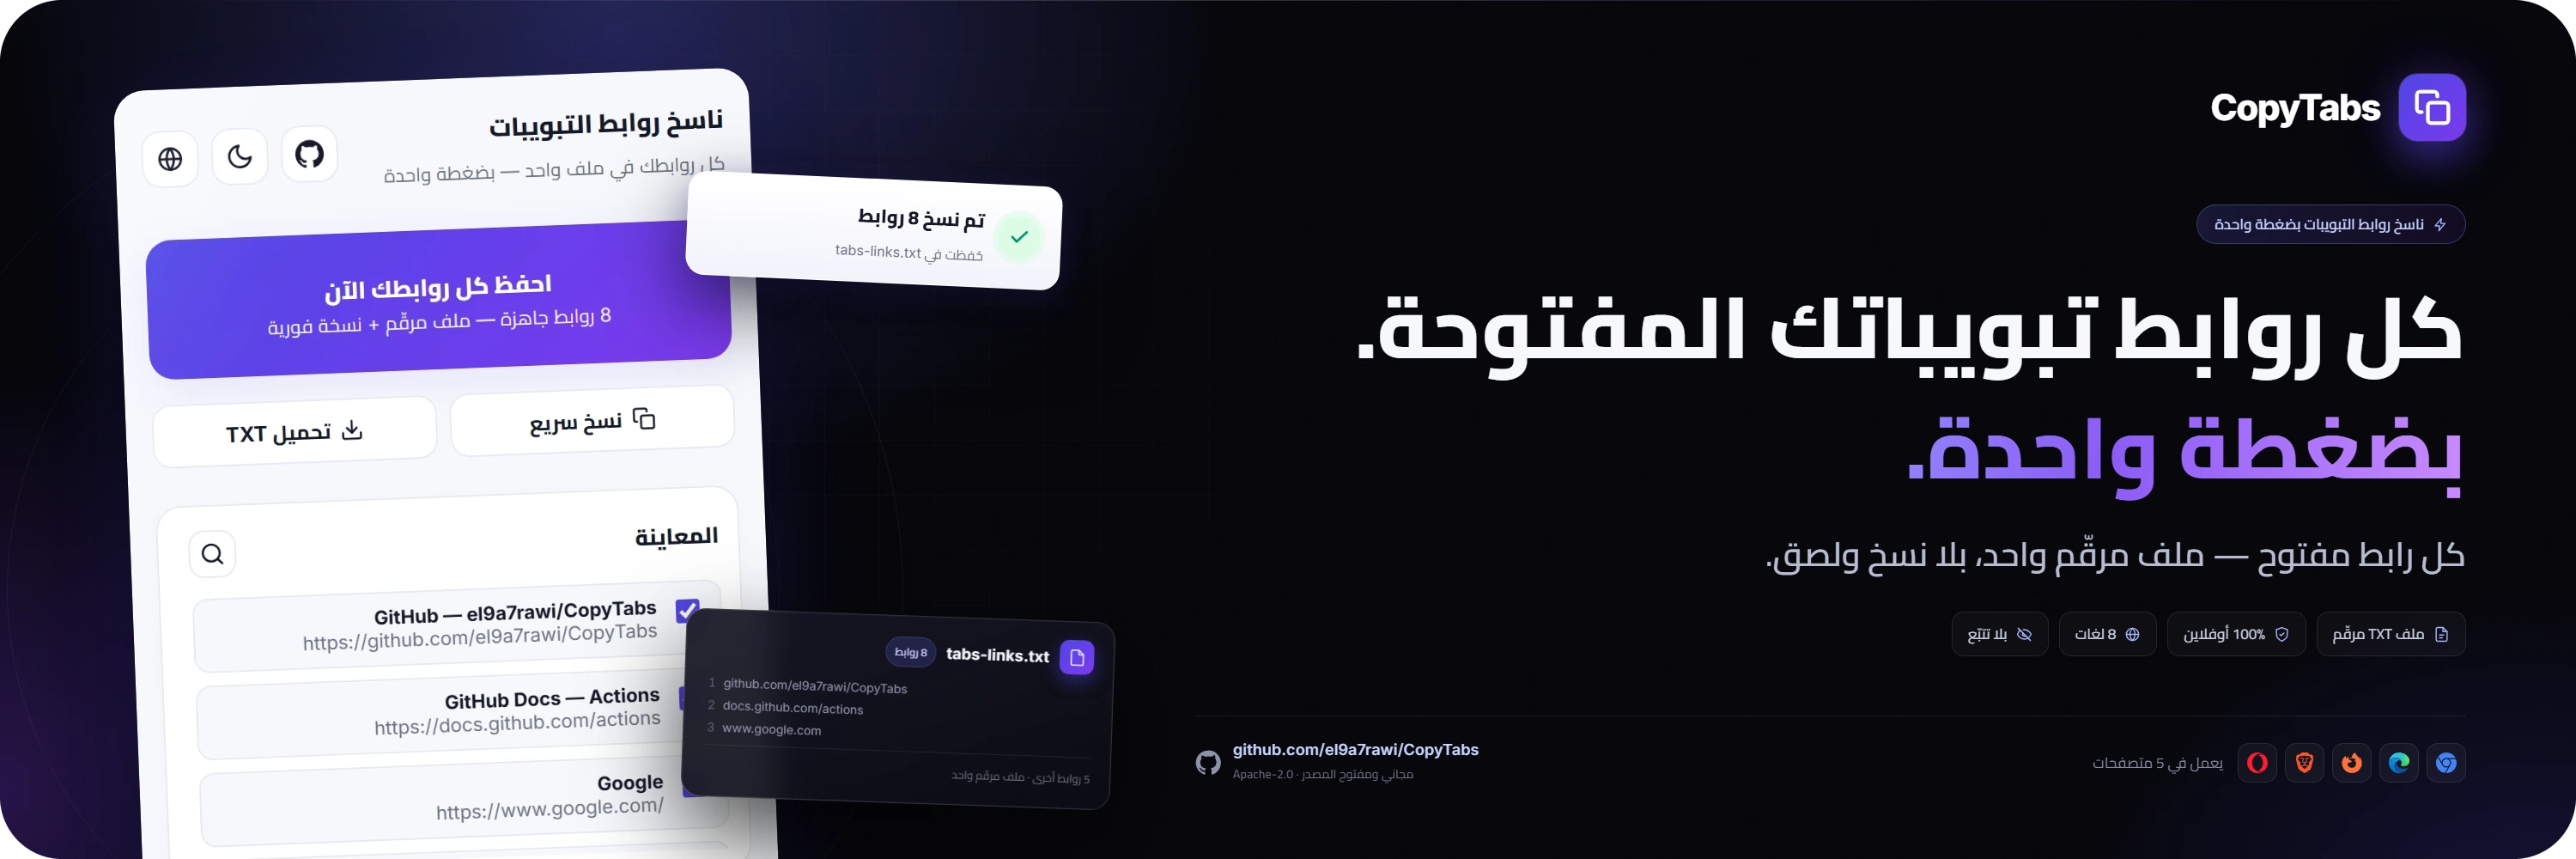 CopyTabs
ناسخ روابط التبويبات بضغطة واحدة
كل روابط تبويباتك المفتوحة.
بضغطة واحدة.
كل رابط مفتوح — ملف مرقّم واحد، بلا نسخ ولصق.
ملف TXT مرقّم
100% أوفلاين
8 لغات
بلا تتبّع
يعمل في 5 متصفحات
github.com/el9a7rawi/CopyTabs
مجاني ومفتوح المصدر · Apache-2.0
ناسخ روابط التبويبات
كل روابطك في ملف واحد — بضغطة واحدة
تم نسخ 8 روابط
حُفظت في tabs-links.txt
احفظ كل روابطك الآن
8 روابط جاهزة — ملف مرقّم + نسخة فورية
نسخ سريع
تحميل TXT
المعاينة
GitHub — el9a7rawi/CopyTabs
https://github.com/el9a7rawi/CopyTabs
GitHub Docs — Actions
https://docs.github.com/actions
Google
https://www.google.com/
tabs-links.txt
8 روابط
1 github.com/el9a7rawi/CopyTabs
2 docs.github.com/actions
3 www.google.com
5 روابط أخرى · ملف مرقّم واحد